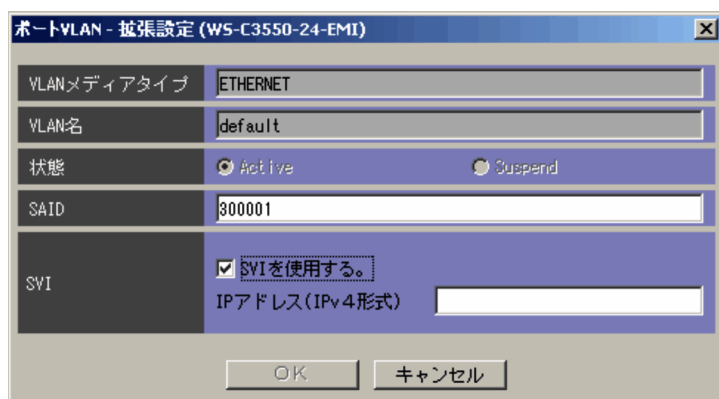 ポートVLAN - 拡張設定 (WS-C3550-24-EMI)
VLANメディアタイプ ETHERNET
VLAN名 default
状態 Active Suspend
SAID 300001
SVI
SVIを使用する。
IPアドレス(IPv4形式)
OK キャンセル